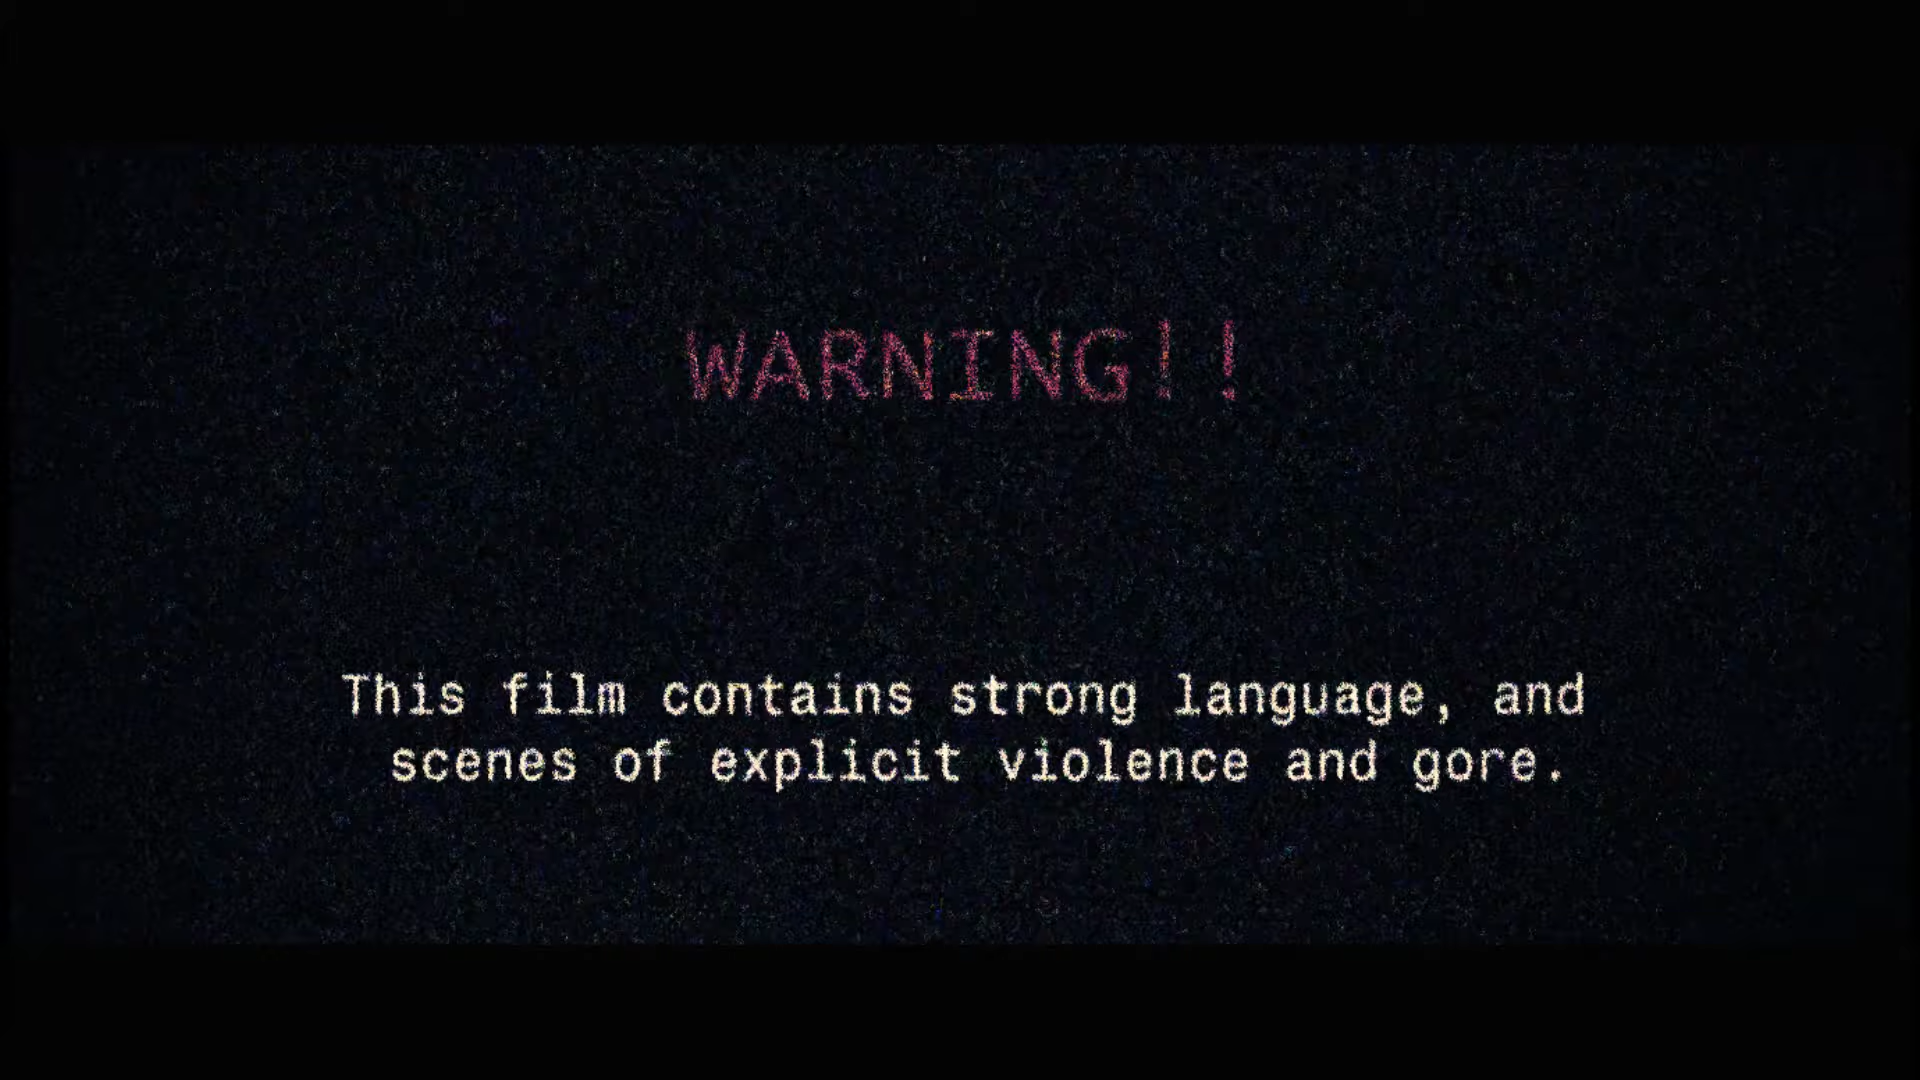 WARNING!!
This film contains strong language, and
scenes of explicit violence and gore.